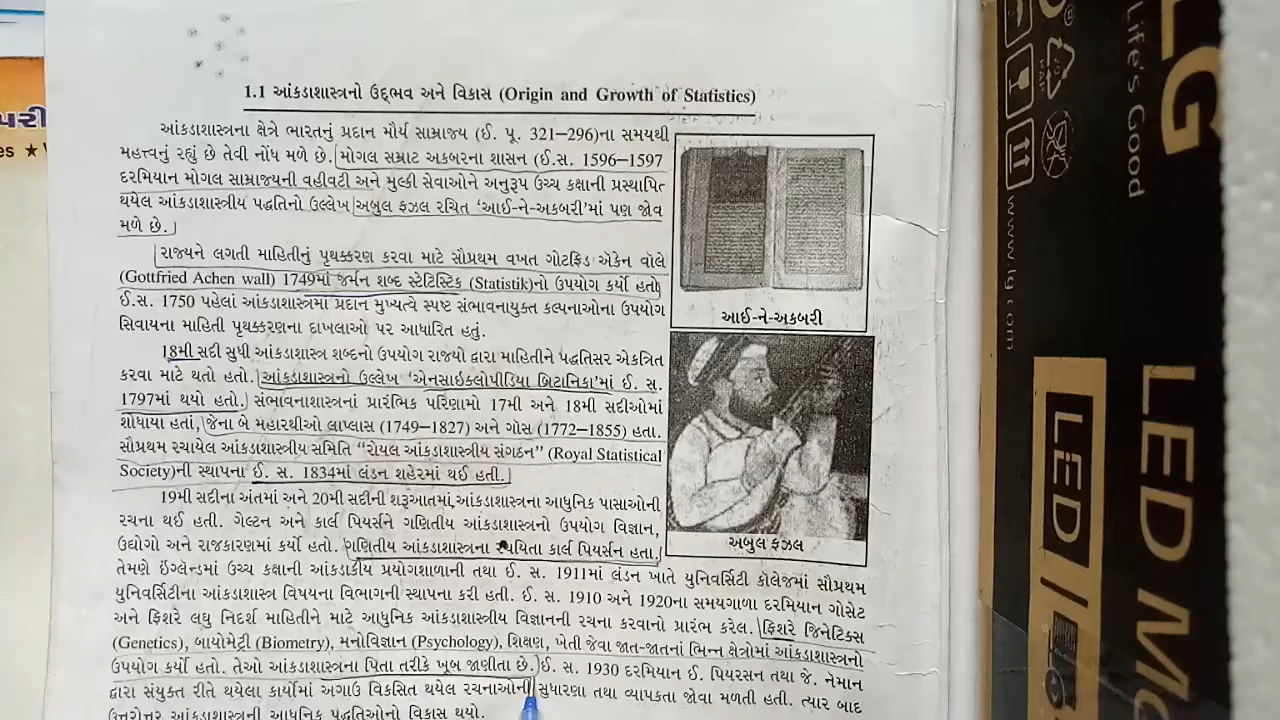 1.1 આંકડાશાસ્ત્રનો ઉદ્ભવ અને વિકાસ (Origin and Growth of Statistics)
આંકડાશાસ્ત્રના ક્ષેત્રે ભારતનું પ્રદાન મૌર્ય સામ્રાજ્ય (ઈ. પૂ. 321–296)ના સમયથી
મહત્ત્વનું રહ્યું છે તેવી નોંધ મળે છે. મોગલ સમ્રાટ અકબરના શાસન (ઈ.સ. 1596–1597
દરમિયાન મોગલ સામ્રાજ્યની વહીવટી અને મુલ્કી સેવાઓને અનુરૂપ ઉચ્ચ કક્ષાની પ્રસ્થાપિત
થયેલ આંકડાશાસ્ત્રીય પદ્ધતિનો ઉલ્લેખ અબુલ ફઝલ રચિત ‘આઈ-ને-અકબરી’માં પણ જોવ
મળે છે.
રાજ્યને લગતી માહિતીનું પૃથક્કરણ કરવા માટે સૌપ્રથમ વખત ગોટફ્રિડ એકેન વોલે
(Gottfried Achen wall) 1749માં જર્મન શબ્દ સ્ટેટિસ્ટિક (Statistik)નો ઉપયોગ કર્યો હતો.
ઈ.સ. 1750 પહેલાં આંકડાશાસ્ત્રમાં પ્રદાન મુખ્યત્વે સ્પષ્ટ સંભાવનાયુક્ત કલ્પનાઓના ઉપયોગ
સિવાયના માહિતી પૃથક્કરણના દાખલાઓ પર આધારિત હતું.
18મી સદી સુધી આંકડાશાસ્ત્ર શબ્દનો ઉપયોગ રાજ્યો દ્વારા માહિતીને પદ્ધતિસર એકત્રિત
કરવા માટે થતો હતો. આંકડાશાસ્ત્રનો ઉલ્લેખ ‘એનસાઇક્લોપીડિયા બ્રિટાનિકા’માં ઈ. સ.
1797માં થયો હતો. સંભાવનાશાસ્ત્રનાં પ્રારંભિક પરિણામો 17મી અને 18મી સદીઓમાં
શોધાયા હતાં, જેના બે મહારથીઓ લાપ્લાસ (1749–1827) અને ગોસ (1772–1855) હતા.
સૌપ્રથમ રચાયેલ આંકડાશાસ્ત્રીય સમિતિ “રોયલ આંકડાશાસ્ત્રીય સંગઠન” (Royal Statistical
Society)ની સ્થાપના ઈ. સ. 1834માં લંડન શહેરમાં થઈ હતી.
19મી સદીના અંતમાં અને 20મી સદીની શરૂઆતમાં આંકડાશાસ્ત્રના આધુનિક પાસાઓની
રચના થઈ હતી. ગેલ્ટન અને કાર્લ પિયર્સને ગણિતીય આંકડાશાસ્ત્રનો ઉપયોગ વિજ્ઞાન,
ઉદ્યોગો અને રાજકારણમાં કર્યો હતો. ગણિતીય આંકડાશાસ્ત્રના રચયિતા કાર્લ પિયર્સન હતા.
તેમણે ઇંગ્લેન્ડમાં ઉચ્ચ કક્ષાની આંકડાકીય પ્રયોગશાળાની તથા ઈ. સ. 1911માં લંડન ખાતે યુનિવર્સિટી કૉલેજમાં સૌપ્રથમ
યુનિવર્સિટીના આંકડાશાસ્ત્ર વિષયના વિભાગની સ્થાપના કરી હતી. ઈ. સ. 1910 અને 1920ના સમયગાળા દરમિયાન ગોસેટ
અને ફિશરે લઘુ નિદર્શ માહિતીને માટે આધુનિક આંકડાશાસ્ત્રીય વિજ્ઞાનની રચના કરવાનો પ્રારંભ કરેલ. ફિશરે જિનેટિક્સ
(Genetics), બાયોમેટ્રી (Biometry), મનોવિજ્ઞાન (Psychology), શિક્ષણ, ખેતી જેવા જાત-જાતનાં ભિન્ન ક્ષેત્રોમાં આંકડાશાસ્ત્રનો
ઉપયોગ કર્યો હતો. તેઓ આંકડાશાસ્ત્રના પિતા તરીકે ખૂબ જાણીતા છે. ઈ. સ. 1930 દરમિયાન ઈ. પિયરસન તથા જે. નેમાન
દ્વારા સંયુક્ત રીતે થયેલા કાર્યોમાં અગાઉ વિકસિત થયેલ રચનાઓની સુધારણા તથા વ્યાપકતા જોવા મળતી હતી. ત્યાર બાદ
ઉત્તરોત્તર આંકડાશાસ્ત્રની આધુનિક પદ્ધતિઓનો વિકાસ થયો.
આઈ-ને-અકબરી
અબુલ ફઝલ
LG
Life's Good
www.lg.com
LED
LED Mo